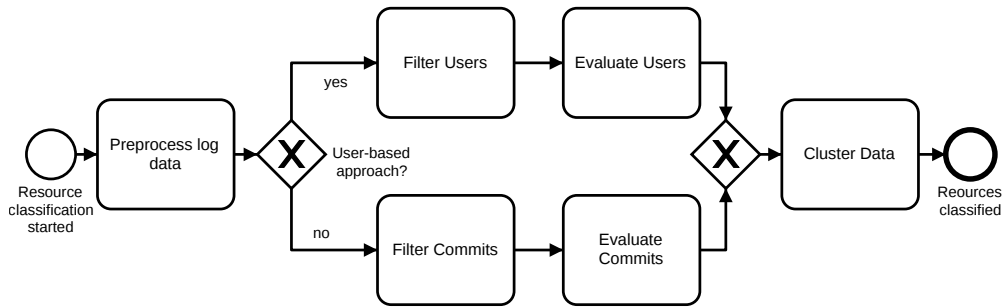 Filter Users
Evaluate Users
yes
Preprocess log
data
User-based
approach?
Cluster Data
Resource
classification
started
Reources
classified
no
Filter Commits
Evaluate
Commits